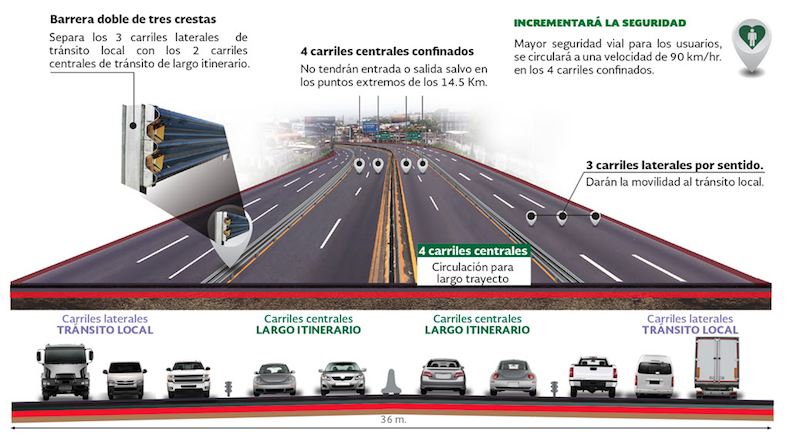 Barrera doble de tres crestas
Separa los 3 carriles laterales de
tránsito local con los 2 carriles
centrales de tránsito de largo itinerario.
4 carriles centrales confinados
No tendrán entrada o salida salvo en
los puntos extremos de los 14.5 Km.
INCREMENTARÁ LA SEGURIDAD
Mayor seguridad vial para los usuarios,
se circulará a una velocidad de 90 km/hr.
en los 4 carriles confinados.
3 carriles laterales por sentido.
Darán la movilidad al tránsito local.
4 carriles centrales
Circulación para
largo trayecto
Carriles laterales
TRÁNSITO LOCAL
Carriles centrales
LARGO ITINERARIO
Carriles centrales
LARGO ITINERARIO
Carriles laterales
TRÁNSITO LOCAL
36 m.